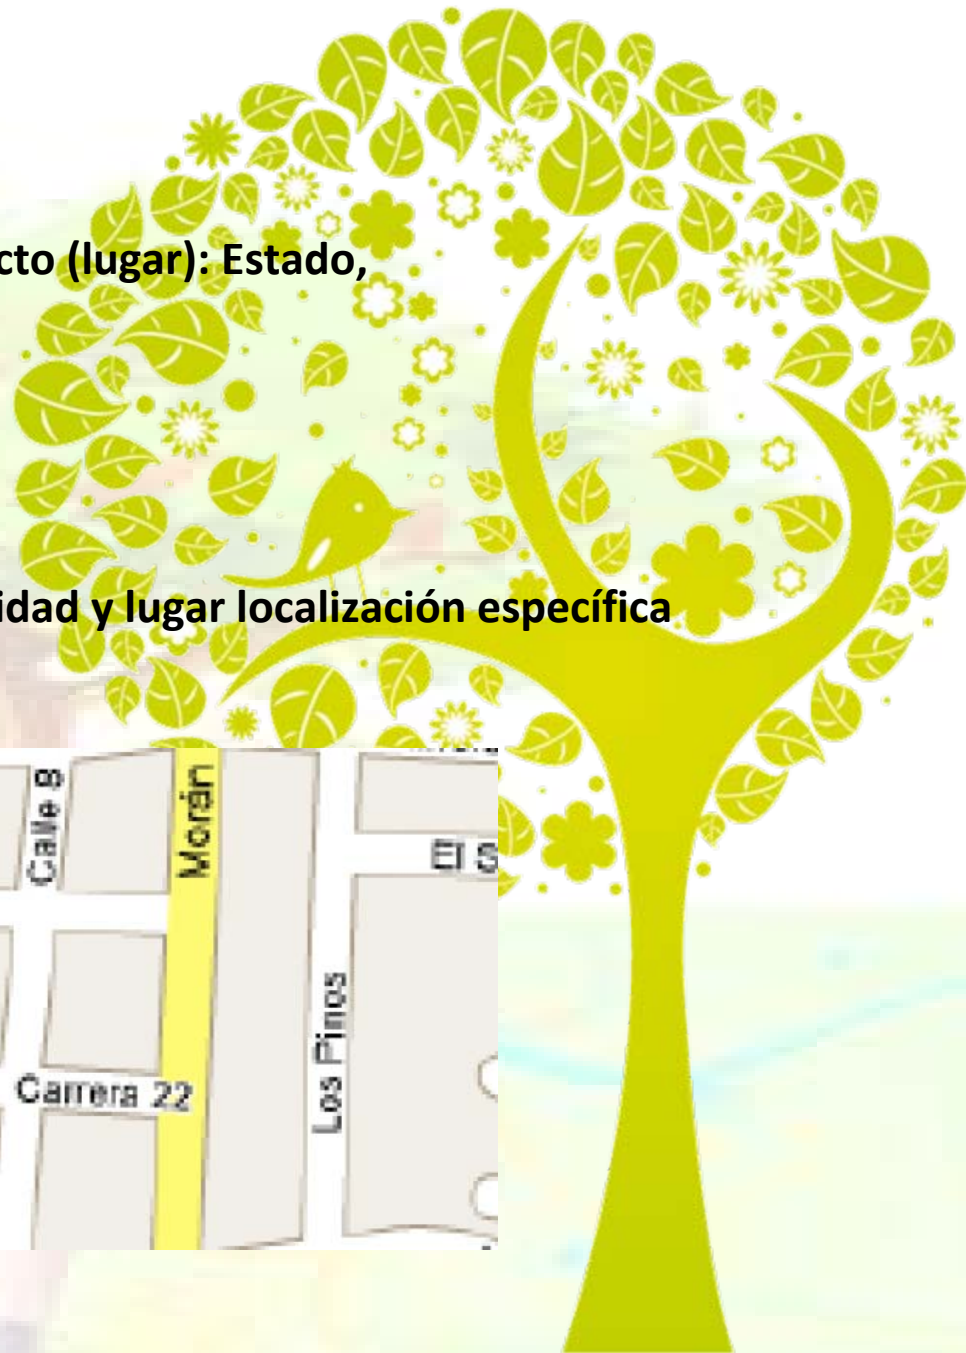 cto (lugar): Estado,
idad y lugar localización específica
Calle 8
Morán
El S
Los Pinos
Carrera 22